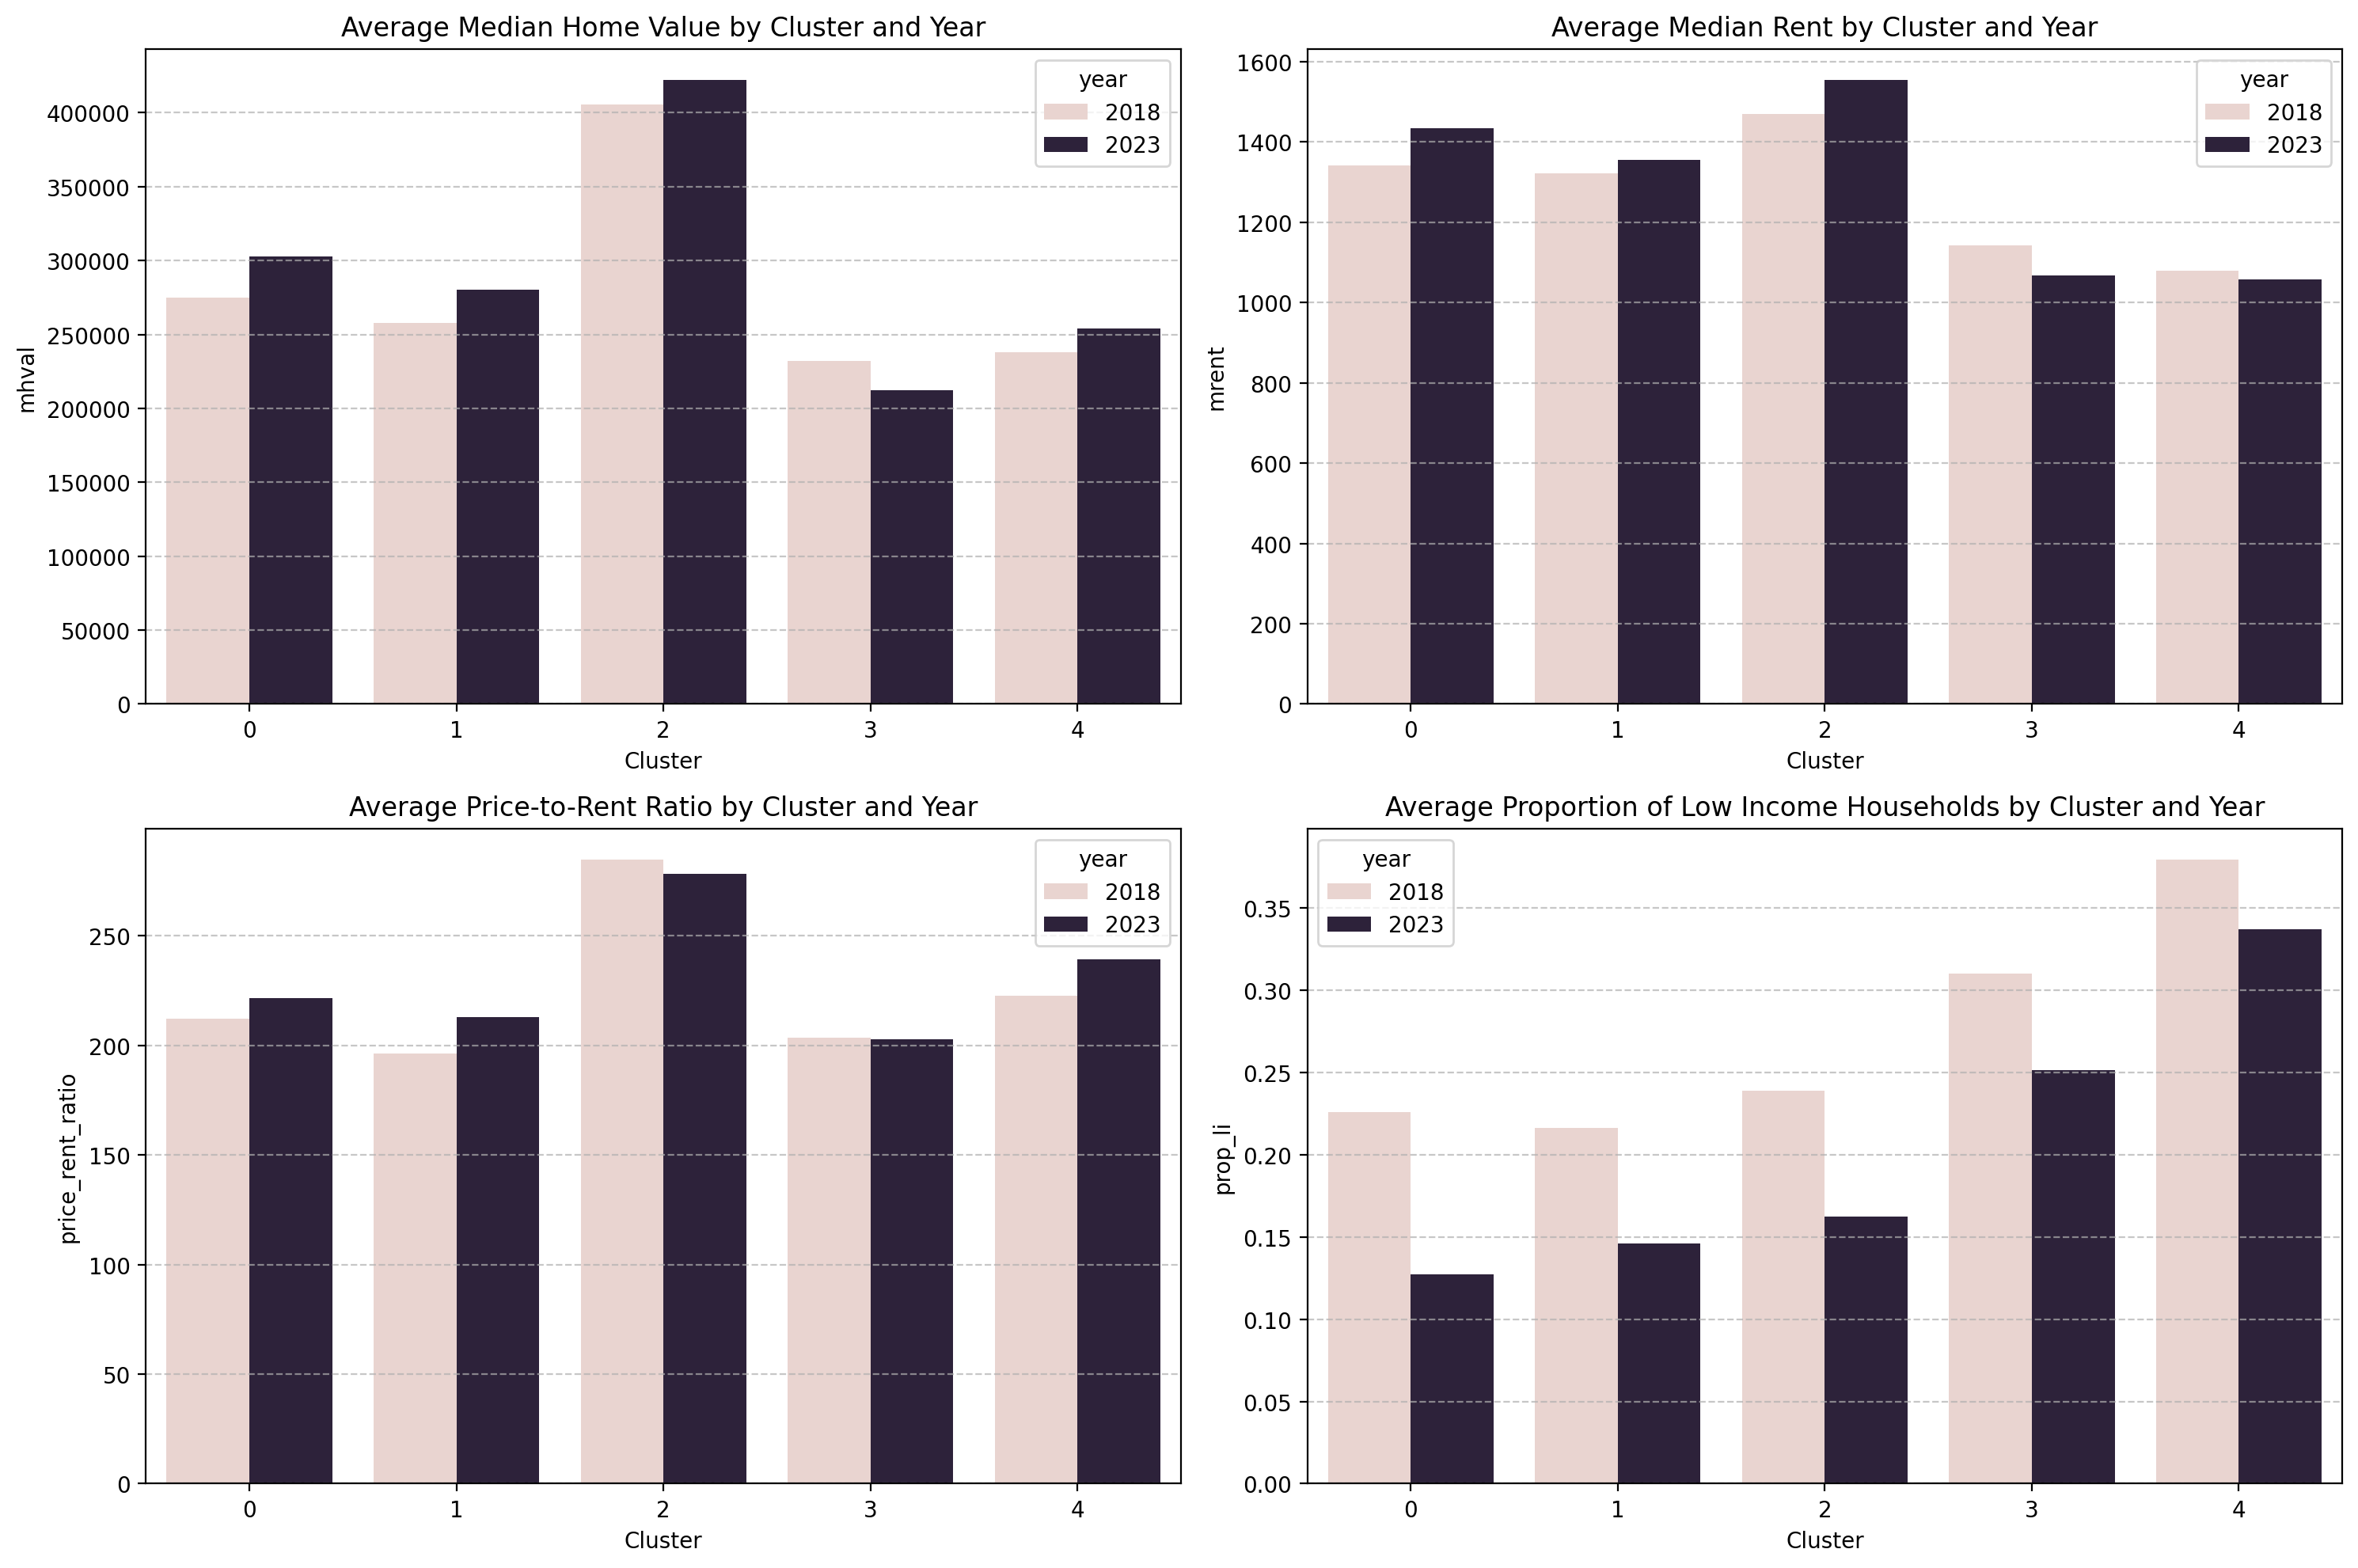 Average Median Home Value by Cluster and Year
mhval
400000
350000
300000
250000
200000
150000
100000
50000
0
year
2018
2023
0 1 2 3 4
Cluster
Average Median Rent by Cluster and Year
mrent
1600
1400
1200
1000
800
600
400
200
0
year
2018
2023
0 1 2 3 4
Cluster
Average Price-to-Rent Ratio by Cluster and Year
price_rent_ratio
250
200
150
100
50
0
year
2018
2023
0 1 2 3 4
Cluster
Average Proportion of Low Income Households by Cluster and Year
prop_li
0.35
0.30
0.25
0.20
0.15
0.10
0.05
0.00
year
2018
2023
0 1 2 3 4
Cluster